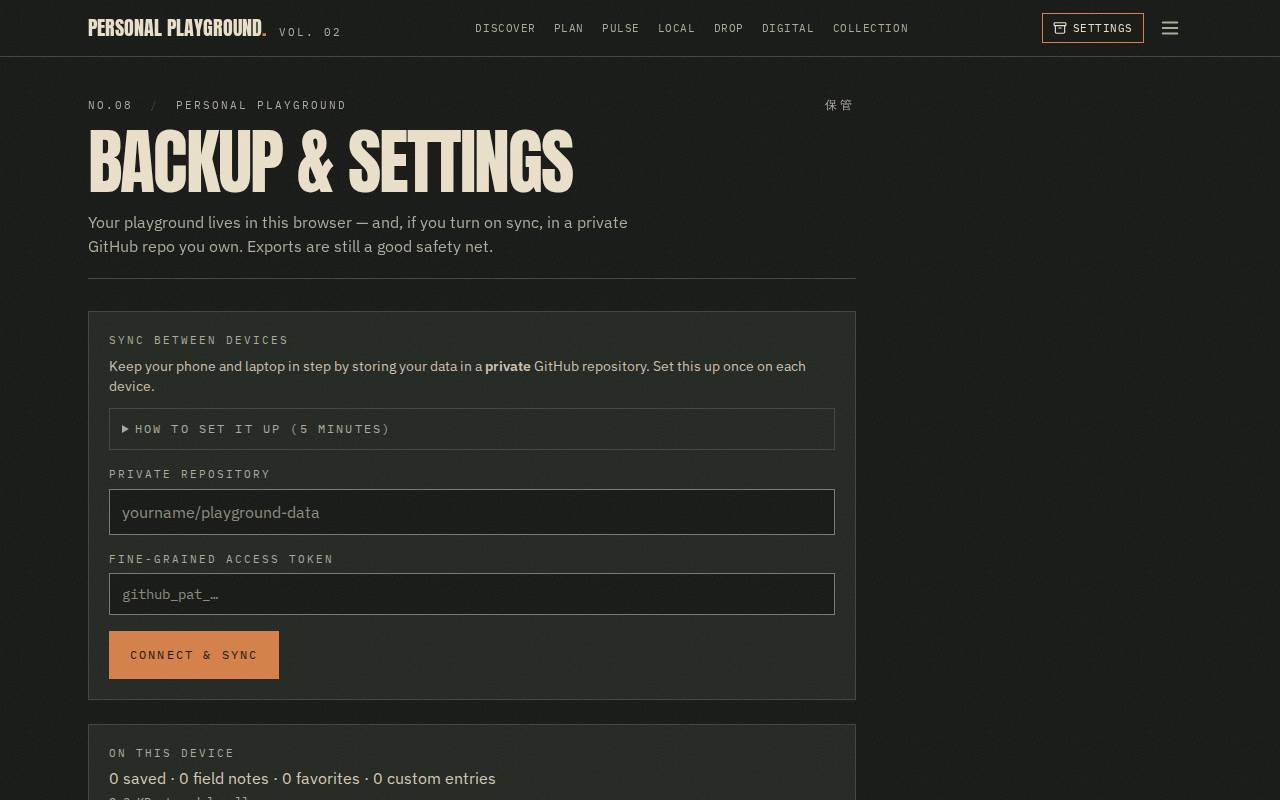 PERSONAL PLAYGROUND. VOL. 02
DISCOVER PLAN PULSE LOCAL DROP DIGITAL COLLECTION
SETTINGS
NO.08 / PERSONAL PLAYGROUND
保管
BACKUP & SETTINGS
Your playground lives in this browser — and, if you turn on sync, in a private
GitHub repo you own. Exports are still a good safety net.
SYNC BETWEEN DEVICES
Keep your phone and laptop in step by storing your data in a private GitHub repository. Set this up once on each
device.
HOW TO SET IT UP (5 MINUTES)
PRIVATE REPOSITORY
yourname/playground-data
FINE-GRAINED ACCESS TOKEN
github_pat_…
CONNECT & SYNC
ON THIS DEVICE
0 saved · 0 field notes · 0 favorites · 0 custom entries